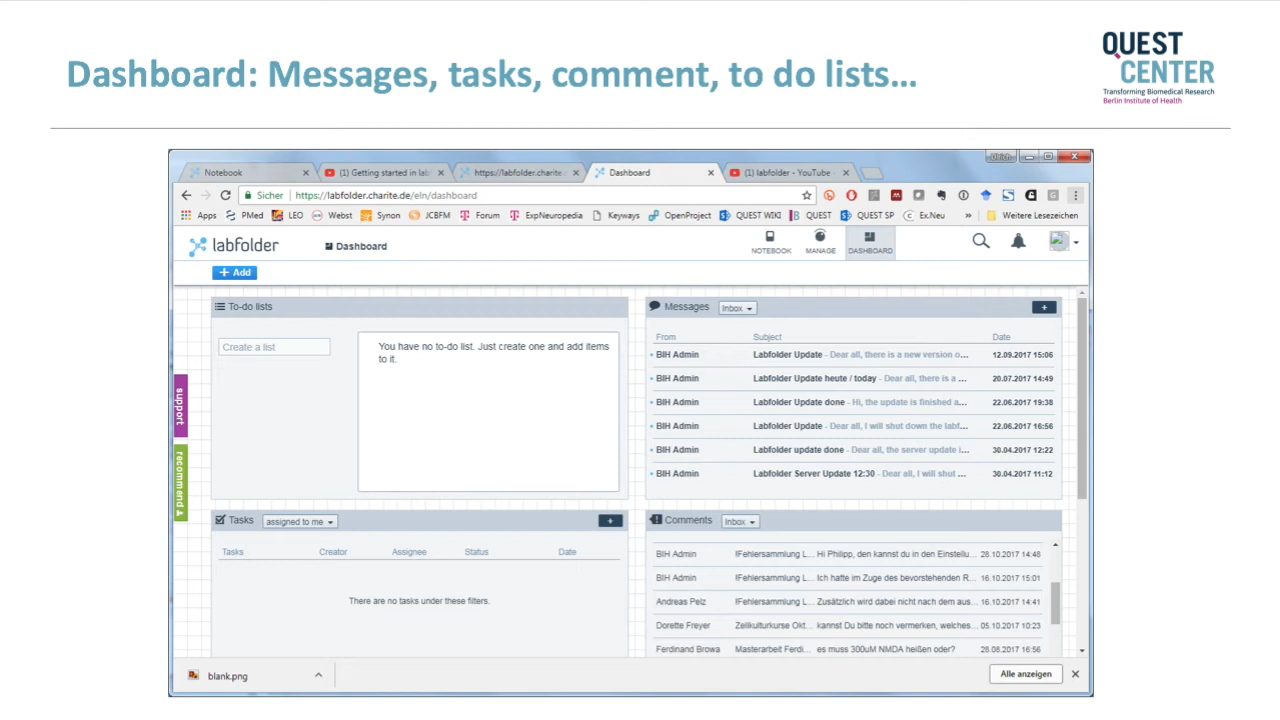 Dashboard: Messages, tasks, comment, to do lists...
QUEST
CENTER
Transforming Biomedical Research
Berlin Institute of Health
Ulrich
Notebook
(1) Getting started in lab
https://labfolder.charite.
Dashboard
(1) labfolder - YouTube
Sicher | https://labfolder.charite.de/eln/dashboard
Apps PMed LEO Webst Synon JCBFM Forum ExpNeuropedia Keyways OpenProject QUEST WIKI QUEST QUEST SP Ex.Neu » Weitere Lesezeichen
labfolder
Dashboard
NOTEBOOK MANAGE DASHBOARD
+ Add
To-do lists
Create a list
You have no to-do list. Just create one and add items
to it.
support
recommend
Messages Inbox +
From Subject Date
BIH Admin Labfolder Update - Dear all, there is a new version o... 12.09.2017 15:06
BIH Admin Labfolder Update heute / today - Dear all, there is a ... 20.07.2017 14:49
BIH Admin Labfolder Update done - Hi, the update is finished a... 22.06.2017 19:38
BIH Admin Labfolder Update - Dear all, I will shut down the labf... 22.06.2017 16:56
BIH Admin Labfolder update done - Dear all, the server update i... 30.04.2017 12:22
BIH Admin Labfolder Server Update 12:30 - Dear all, I will shut ... 30.04.2017 11:12
Tasks assigned to me +
Tasks Creator Assignee Status Date
There are no tasks under these filters.
Comments Inbox
BIH Admin !Fehlersammlung L... Hi Philipp, den kannst du in den Einstellu... 28.10.2017 14:48
BIH Admin !Fehlersammlung L... Ich hatte im Zuge des bevorstehenden R... 16.10.2017 15:01
Andreas Pelz !Fehlersammlung L... Zusätzlich wird dabei nicht nach dem aus... 16.10.2017 14:41
Dorette Freyer Zellkulturkurse Okt... kannst Du bitte noch vermerken, welches... 05.10.2017 10:23
Ferdinand Browa Masterarbeit Ferdi... es muss 300uM NMDA heißen oder? 28.08.2017 16:56
blank.png
Alle anzeigen